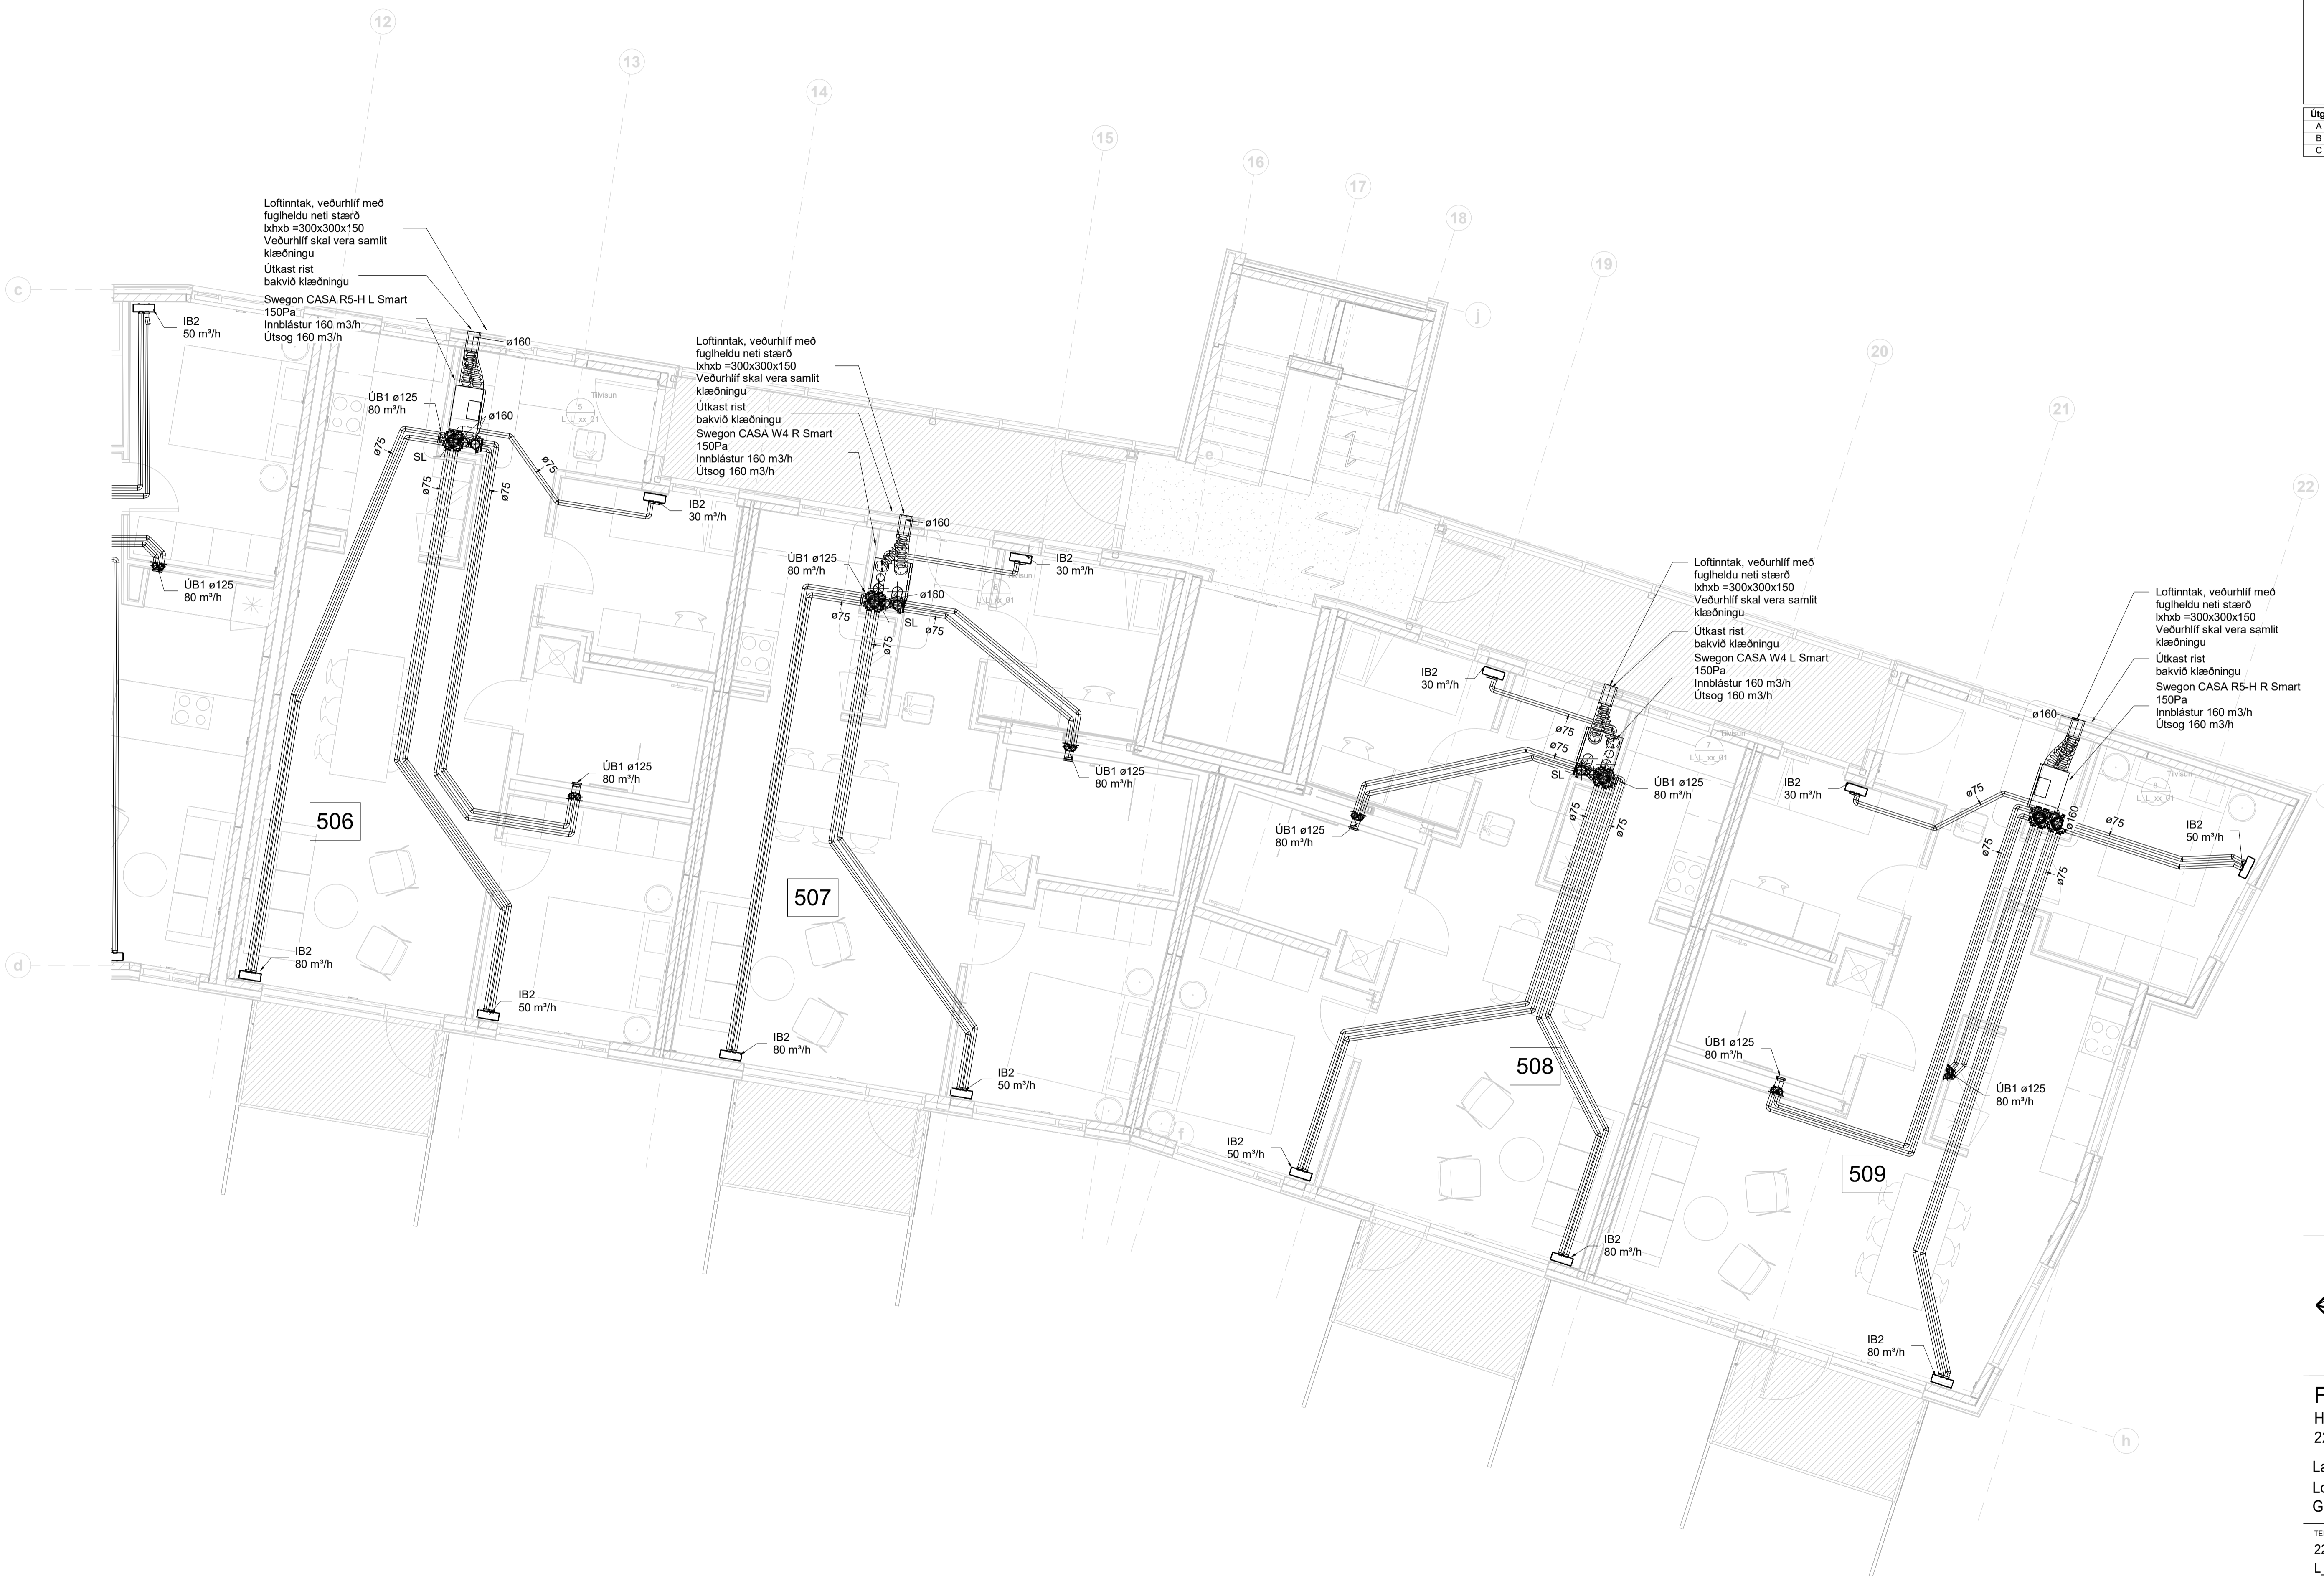 12
13
14
15
16
17
18
19
20
21
22
c
d
e
f
h
j
Útg
A
B
C
Loftinntak, veðurhlíf með
fuglheldu neti stærð
lxhxb =300x300x150
Veðurhlíf skal vera samlit
klæðningu
Útkast rist
bakvið klæðningu
Swegon CASA R5-H L Smart
150Pa
Innblástur 160 m3/h
Útsog 160 m3/h
IB2
50 m³/h
ÚB1 ø125
80 m³/h
ø160
ÚB1 ø125
80 m³/h
ø160
SL
ø75
ø75
ø75
ø75
Tilvísun
5
L_L_xx_01
IB2
30 m³/h
ÚB1 ø125
80 m³/h
506
IB2
80 m³/h
IB2
50 m³/h
Loftinntak, veðurhlíf með
fuglheldu neti stærð
lxhxb =300x300x150
Veðurhlíf skal vera samlit
klæðningu
Útkast rist
bakvið klæðningu
Swegon CASA W4 R Smart
150Pa
Innblástur 160 m3/h
Útsog 160 m3/h
ø160
ÚB1 ø125
80 m³/h
ø160
SL
ø75
ø75
ø75
Tilvísun
6
L_L_xx_01
IB2
30 m³/h
ÚB1 ø125
80 m³/h
507
IB2
80 m³/h
IB2
50 m³/h
Loftinntak, veðurhlíf með
fuglheldu neti stærð
lxhxb =300x300x150
Veðurhlíf skal vera samlit
klæðningu
Útkast rist
bakvið klæðningu
Swegon CASA W4 L Smart
150Pa
Innblástur 160 m3/h
Útsog 160 m3/h
IB2
30 m³/h
ø75
ø75
SL
ø75
ø75
ÚB1 ø125
80 m³/h
Tilvísun
7
L_L_xx_01
ÚB1 ø125
80 m³/h
508
IB2
50 m³/h
IB2
80 m³/h
Loftinntak, veðurhlíf með
fuglheldu neti stærð
lxhxb =300x300x150
Veðurhlíf skal vera samlit
klæðningu
Útkast rist
bakvið klæðningu
Swegon CASA R5-H R Smart
150Pa
Innblástur 160 m3/h
Útsog 160 m3/h
ø160
IB2
30 m³/h
ø75
ø75
ø160
ø75
ø75
Tilvísun
8
L_L_xx_01
IB2
50 m³/h
ÚB1 ø125
80 m³/h
ÚB1 ø125
80 m³/h
509
IB2
80 m³/h